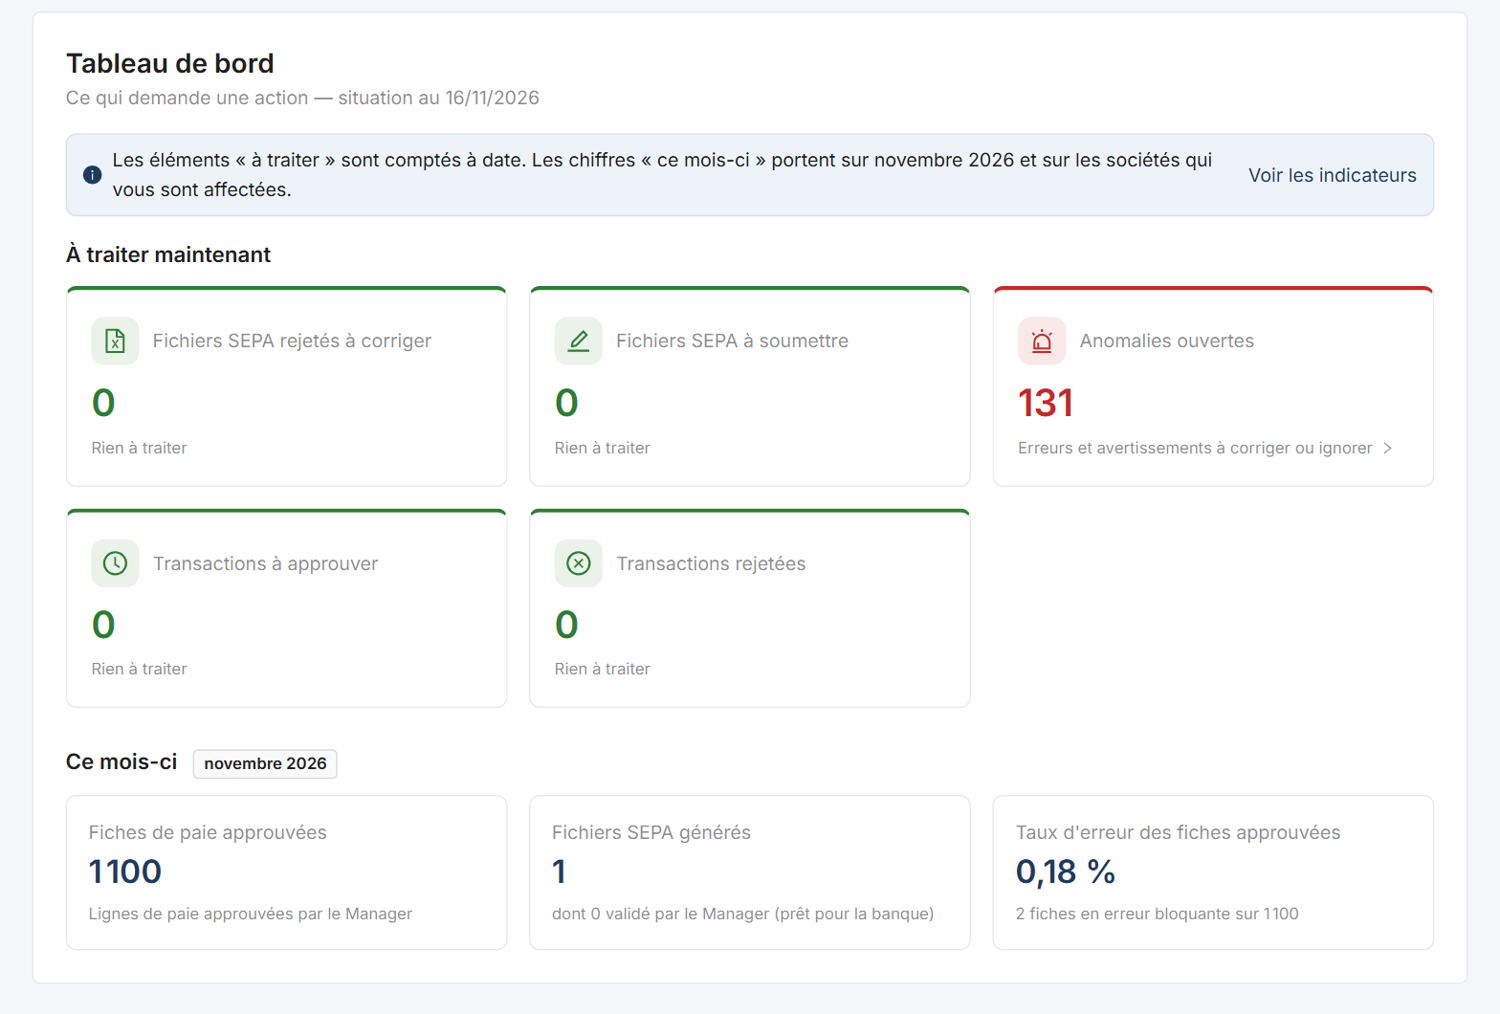 Tableau de bord
Ce qui demande une action — situation au 16/11/2026
Les éléments « à traiter » sont comptés à date. Les chiffres « ce mois-ci » portent sur novembre 2026 et sur les sociétés qui
vous sont affectées.
Voir les indicateurs
À traiter maintenant
Fichiers SEPA rejetés à corriger
0
Rien à traiter
Fichiers SEPA à soumettre
0
Rien à traiter
Anomalies ouvertes
131
Erreurs et avertissements à corriger ou ignorer
Transactions à approuver
0
Rien à traiter
Transactions rejetées
0
Rien à traiter
Ce mois-ci
novembre 2026
Fiches de paie approuvées
1 100
Lignes de paie approuvées par le Manager
Fichiers SEPA générés
1
dont 0 validé par le Manager (prêt pour la banque)
Taux d'erreur des fiches approuvées
0,18 %
2 fiches en erreur bloquante sur 1 100